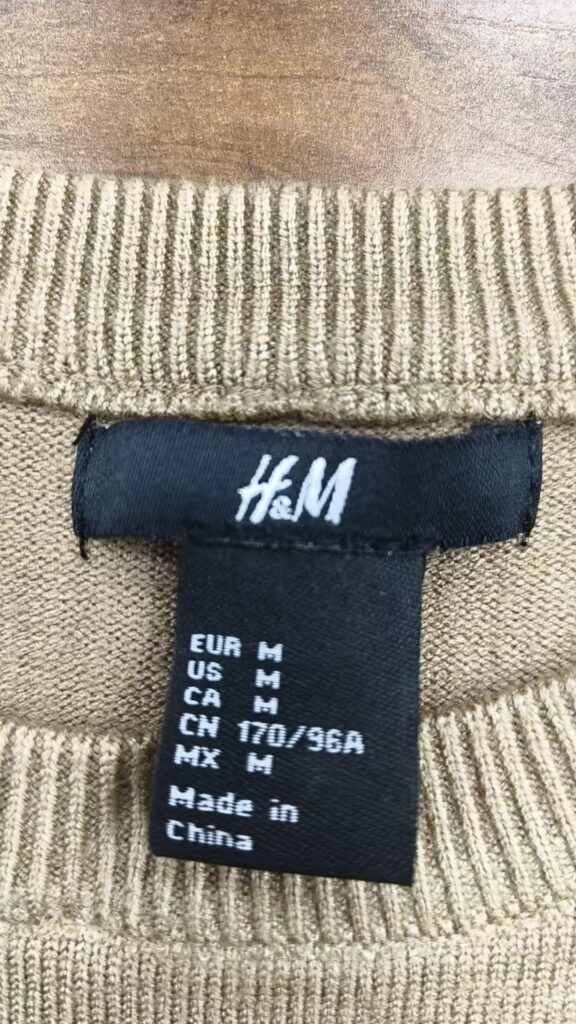 H&M
EUR M
US M
CA M
CN 170/96A
MX M
Made in
China